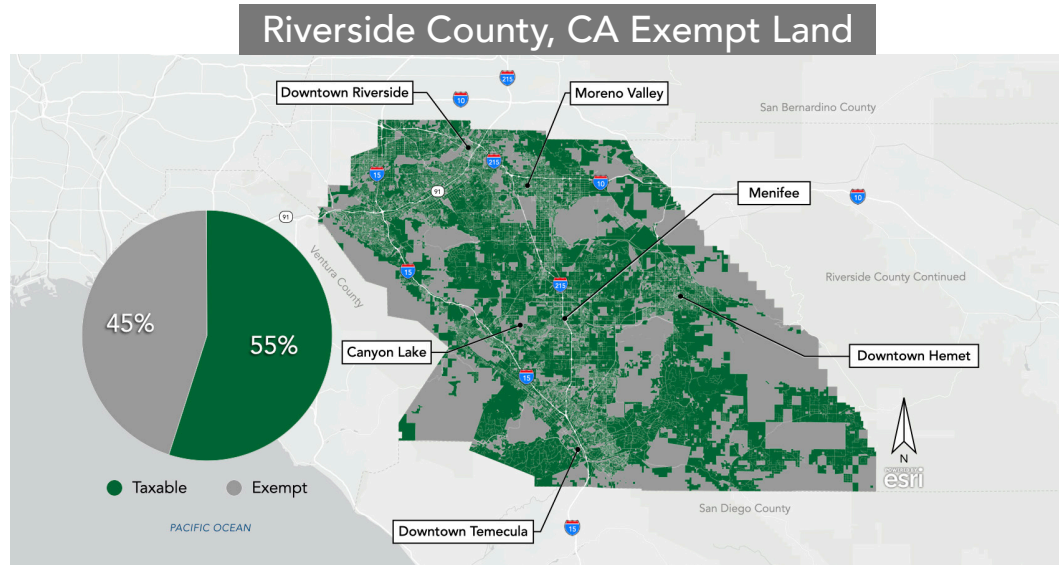 Riverside County, CA Exempt Land
215
10
Downtown Riverside
Moreno Valley
San Bernardino County
215
15
10
91
Menifee
10
91
Ventura County
15
215
Riverside County Continued
45%
55%
Canyon Lake
Downtown Hemet
15
N
POWERED BY
esri
Taxable
Exempt
San Diego County
PACIFIC OCEAN
Downtown Temecula
15